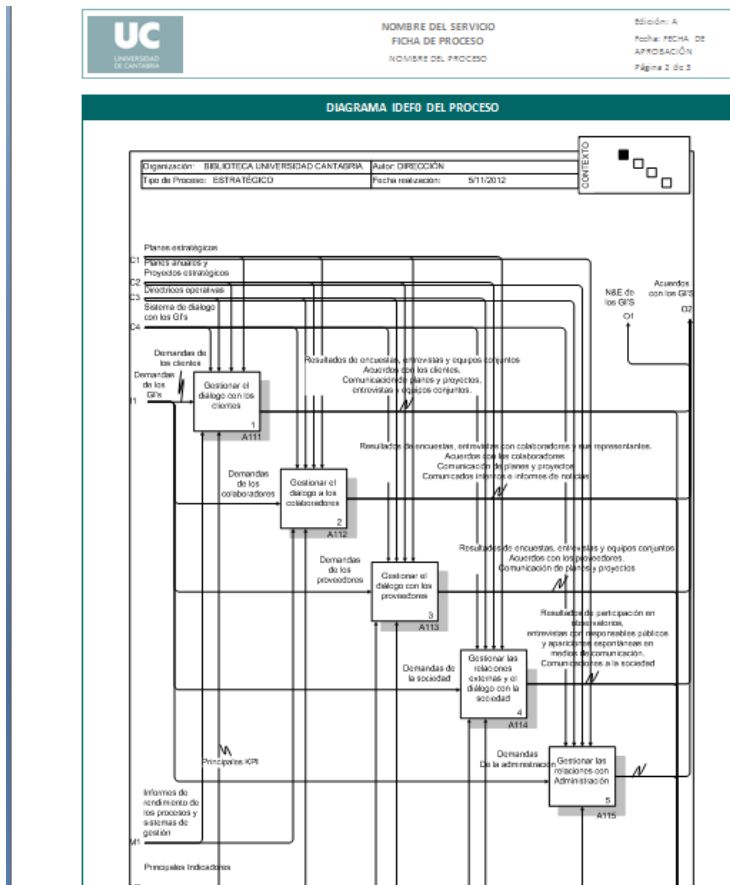 UC
UNIVERSIDAD
DE CANTABRIA
NOMBRE DEL SERVICIO
FICHA DE PROCESO
NOMBRE DEL PROCESO
Edición: A
Fecha: FECHA DE
APROBACIÓN
Página 2 de 3
DIAGRAMA IDEF0 DEL PROCESO
Organización: BIBLIOTECA UNIVERSIDAD CANTABRIA
Autor: DIRECCIÓN
Tipo de Proceso: ESTRATÉGICO
Fecha realización: 5/11/2012
CONTEXTO
Planes estratégicos
C1
Planes anuales y
Proyectos estratégicos
C2
Directrices operativas
C3
Sistema de diálogo
con los GI's
C4
N&E de
los GI'S
O1
Acuerdos
con los GI'S
O2
Demandas de
los clientes
Demandas
de los
GI's
I1
Gestionar el
diálogo con los
clientes
1
A111
Resultados de encuestas, entrevistas y equipos conjuntos
Acuerdos con los clientes.
Comunicación de planes y proyectos,
entrevistas y equipos conjuntos.
Demandas
de los
colaboradores
Gestionar el
diálogo a los
colaboradores
2
A112
Resultados de encuestas, entrevistas con colaboradores y sus representantes.
Acuerdos con los colaboradores
Comunicación de planes y proyectos
Comunicados internos e informes de noticias
Demandas
de los
proveedores
Gestionar el
diálogo con los
proveedores
3
A113
Resultados de encuestas, entrevistas y equipos conjuntos
Acuerdos con los proveedores.
Comunicación de planes y proyectos
Demandas de
la sociedad
Gestionar las
relaciones
externas y el
diálogo con la
sociedad
4
A114
Resultados de participación en
observatorios,
entrevistas con responsables públicos
y apariciones espontáneas en
medios de comunicación.
Comunicaciones a la sociedad
Demandas
De la administración
Gestionar las
relaciones con
Administración
5
A115
Principales KPI
Informes de
rendimiento de
los procesos y
sistemas de
gestión
M1
Principales Indicadores